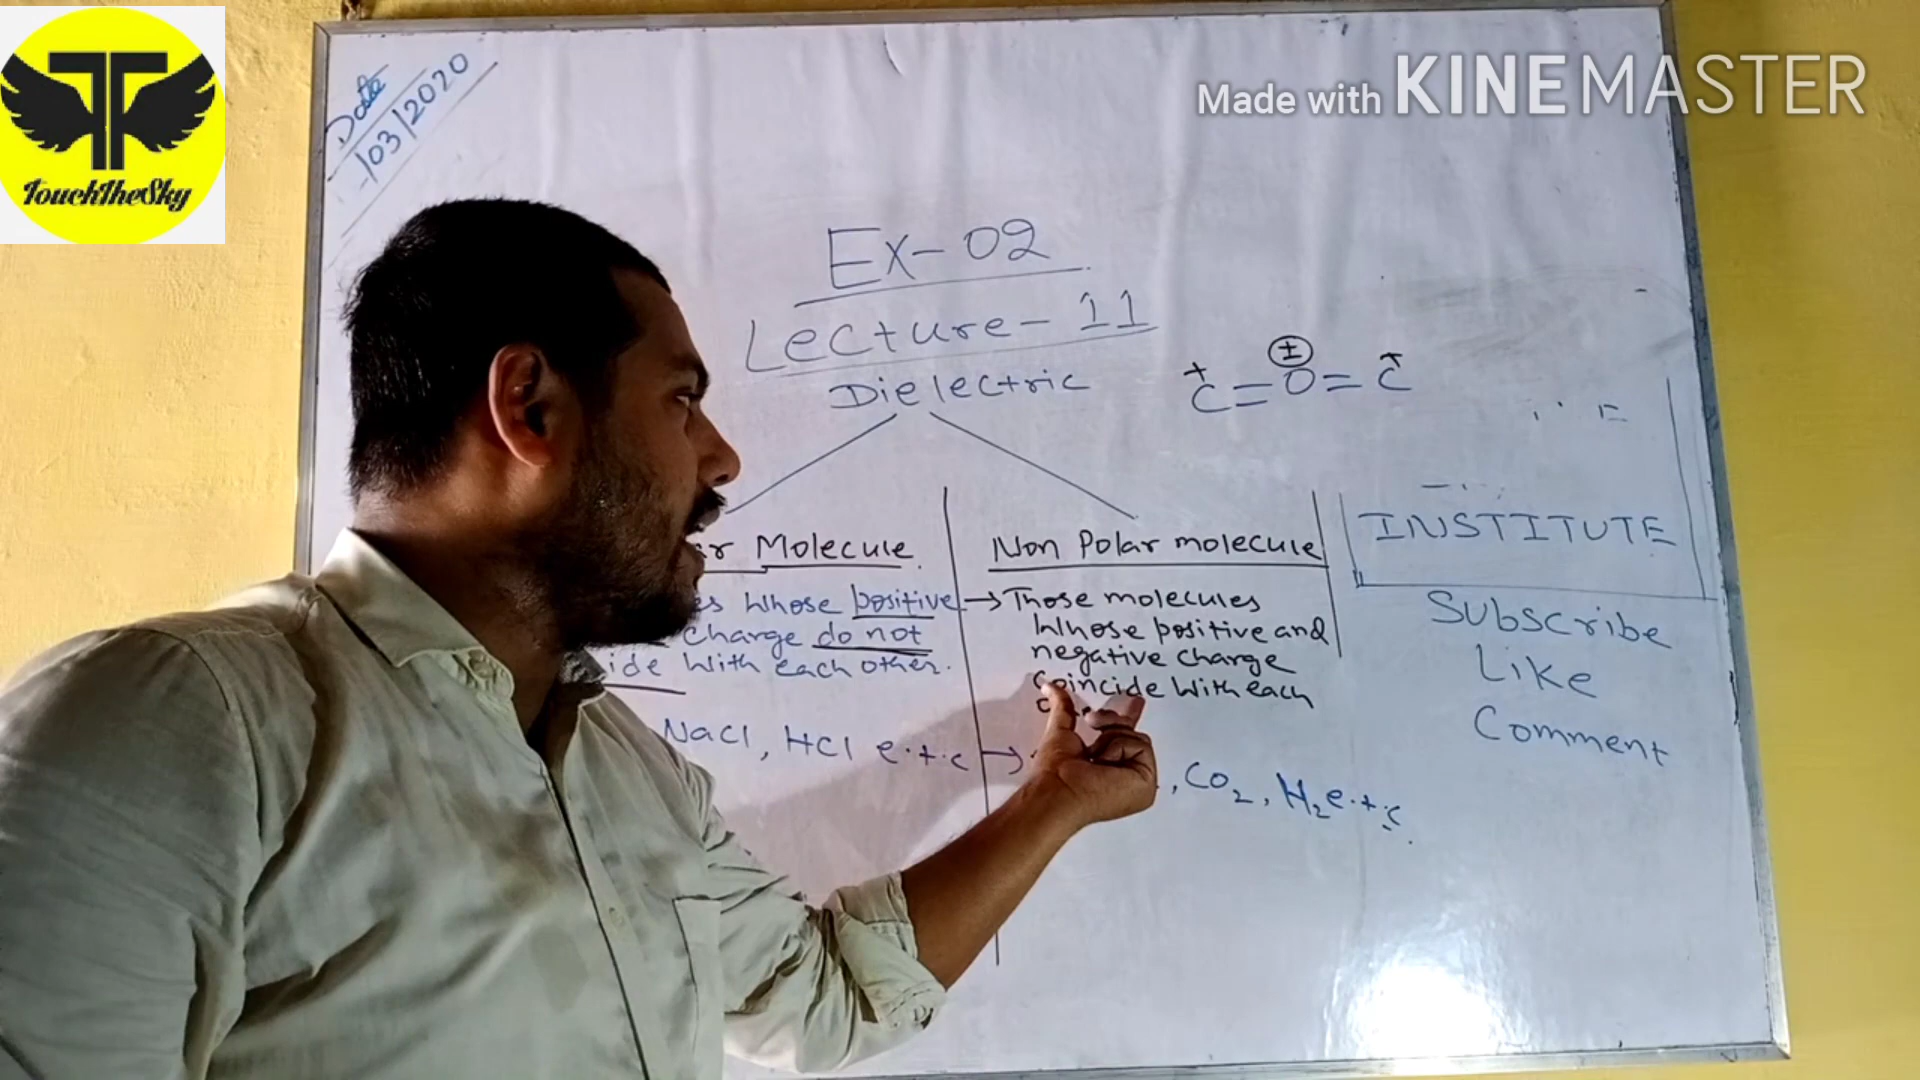 TouchTheSky
Made with KINEMASTER
Date
/03/2020
Ex-02
Lecture-11
Dielectric
+ ± +
C=O=C
Molecule
Whose positive
charge do not
with each other.
NaCl, HCl e.t.c
Non Polar molecule
→Those molecules
Whose positive and
negative charge
Coincide with each
→
, Co2, H2 e.t.c
INSTITUTE
Subscribe
Like
Comment